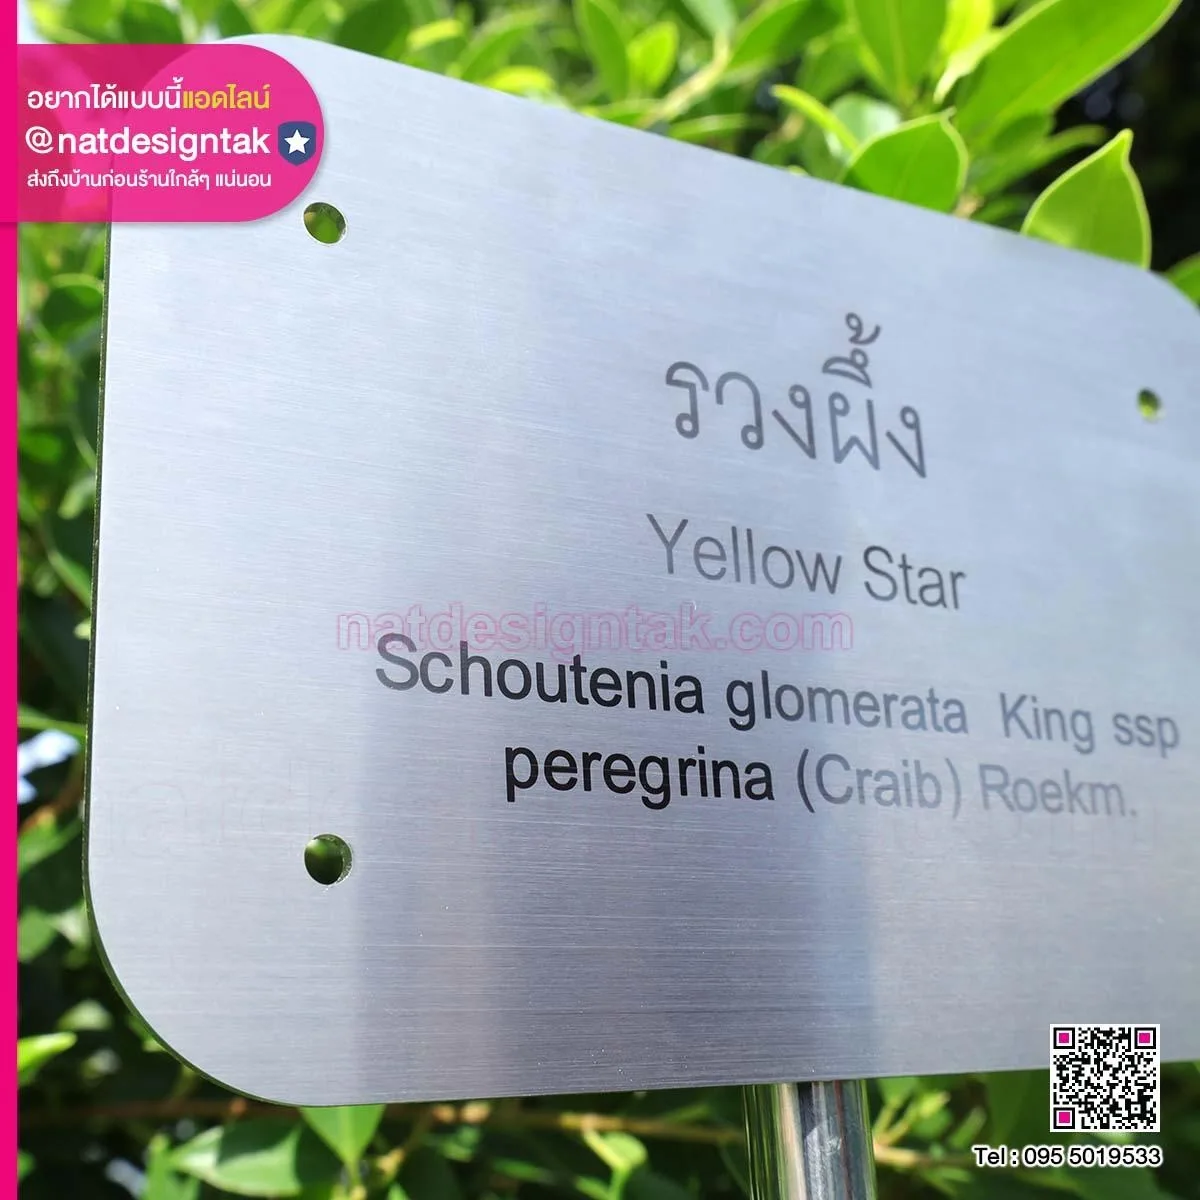 อยากได้แบบนี้แอดไลน์
@natdesigntak
ส่งถึงบ้านก่อนร้านใกล้ๆ แน่นอน
รวงผึ้ง
Yellow Star
natdesigntak.com
Schoutenia glomerata King ssp
peregrina (Craib) Roekm.
Tel : 095 5019533